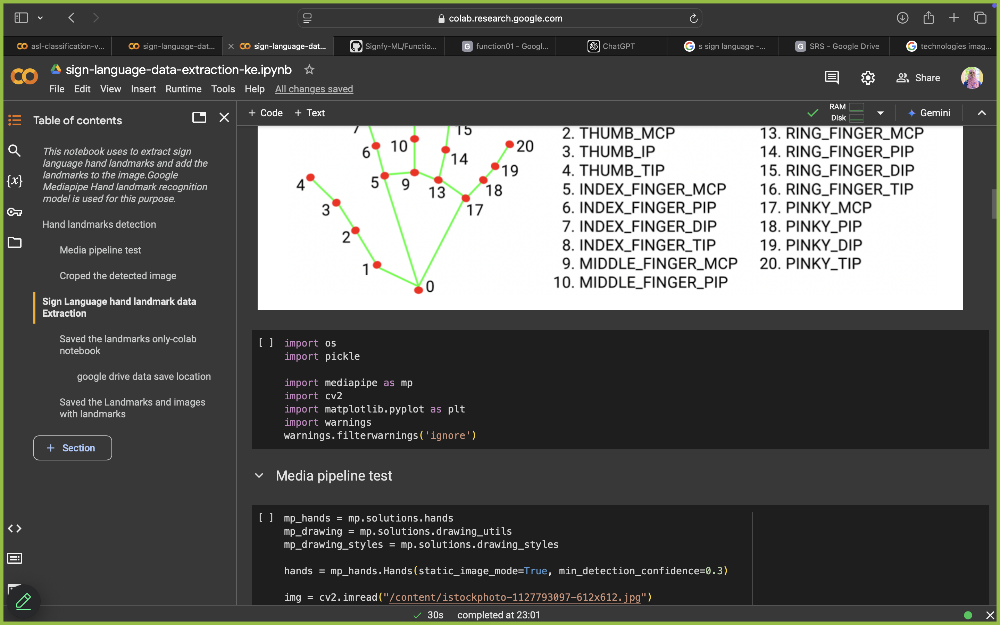 colab.research.google.com
asl-classification-v...
sign-language-dat...
sign-language-dat...
Signfy-ML/Functio...
G function01 - Googl...
ChatGPT
s sign language -...
G SRS - Google Drive
technologies imag...
sign-language-data-extraction-ke.ipynb
File Edit View Insert Runtime Tools Help All changes saved
Share
Table of contents
This notebook uses to extract sign
language hand landmarks and add the
landmarks to the image.Google
Mediapipe Hand landmark recognition
model is used for this purpose.
Hand landmarks detection
Media pipeline test
Croped the detected image
Sign Language hand landmark data
Extraction
Saved the landmarks only-colab
notebook
google drive data save location
Saved the Landmarks and images
with landmarks
+ Section
{x}
+ Code + Text
RAM
Disk
Gemini
7
15
6
10
14
20
19
4
5
9
13
18
3
17
2
1
0
2. THUMB_MCP
3. THUMB_IP
4. THUMB_TIP
5. INDEX_FINGER_MCP
6. INDEX_FINGER_PIP
7. INDEX_FINGER_DIP
8. INDEX_FINGER_TIP
9. MIDDLE_FINGER_MCP
10. MIDDLE_FINGER_PIP
13. RING_FINGER_MCP
14. RING_FINGER_PIP
15. RING_FINGER_DIP
16. RING_FINGER_TIP
17. PINKY_MCP
18. PINKY_PIP
19. PINKY_DIP
20. PINKY_TIP
[ ] import os
import pickle
import mediapipe as mp
import cv2
import matplotlib.pyplot as plt
import warnings
warnings.filterwarnings('ignore')
Media pipeline test
[ ] mp_hands = mp.solutions.hands
mp_drawing = mp.solutions.drawing_utils
mp_drawing_styles = mp.solutions.drawing_styles
hands = mp_hands.Hands(static_image_mode=True, min_detection_confidence=0.3)
img = cv2.imread("/content/istockphoto-1127793097-612x612.jpg")
30s completed at 23:01